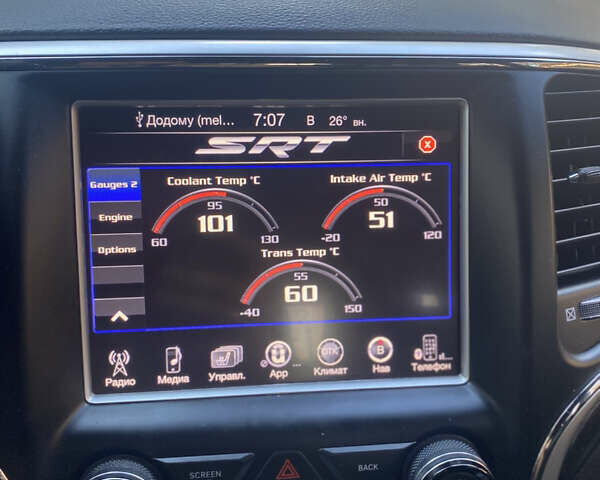 Додому (mel... 7:07 В 26° вн.
SRT X
Gauges 2
Engine
Options
Coolant Temp °C
95
101
60 130
Intake Air Temp °C
50
51
-20 120
Trans Temp °C
55
60
-40 150
Радио Медиа Управл. App ... Климат Нав Телефон
SCREEN BACK